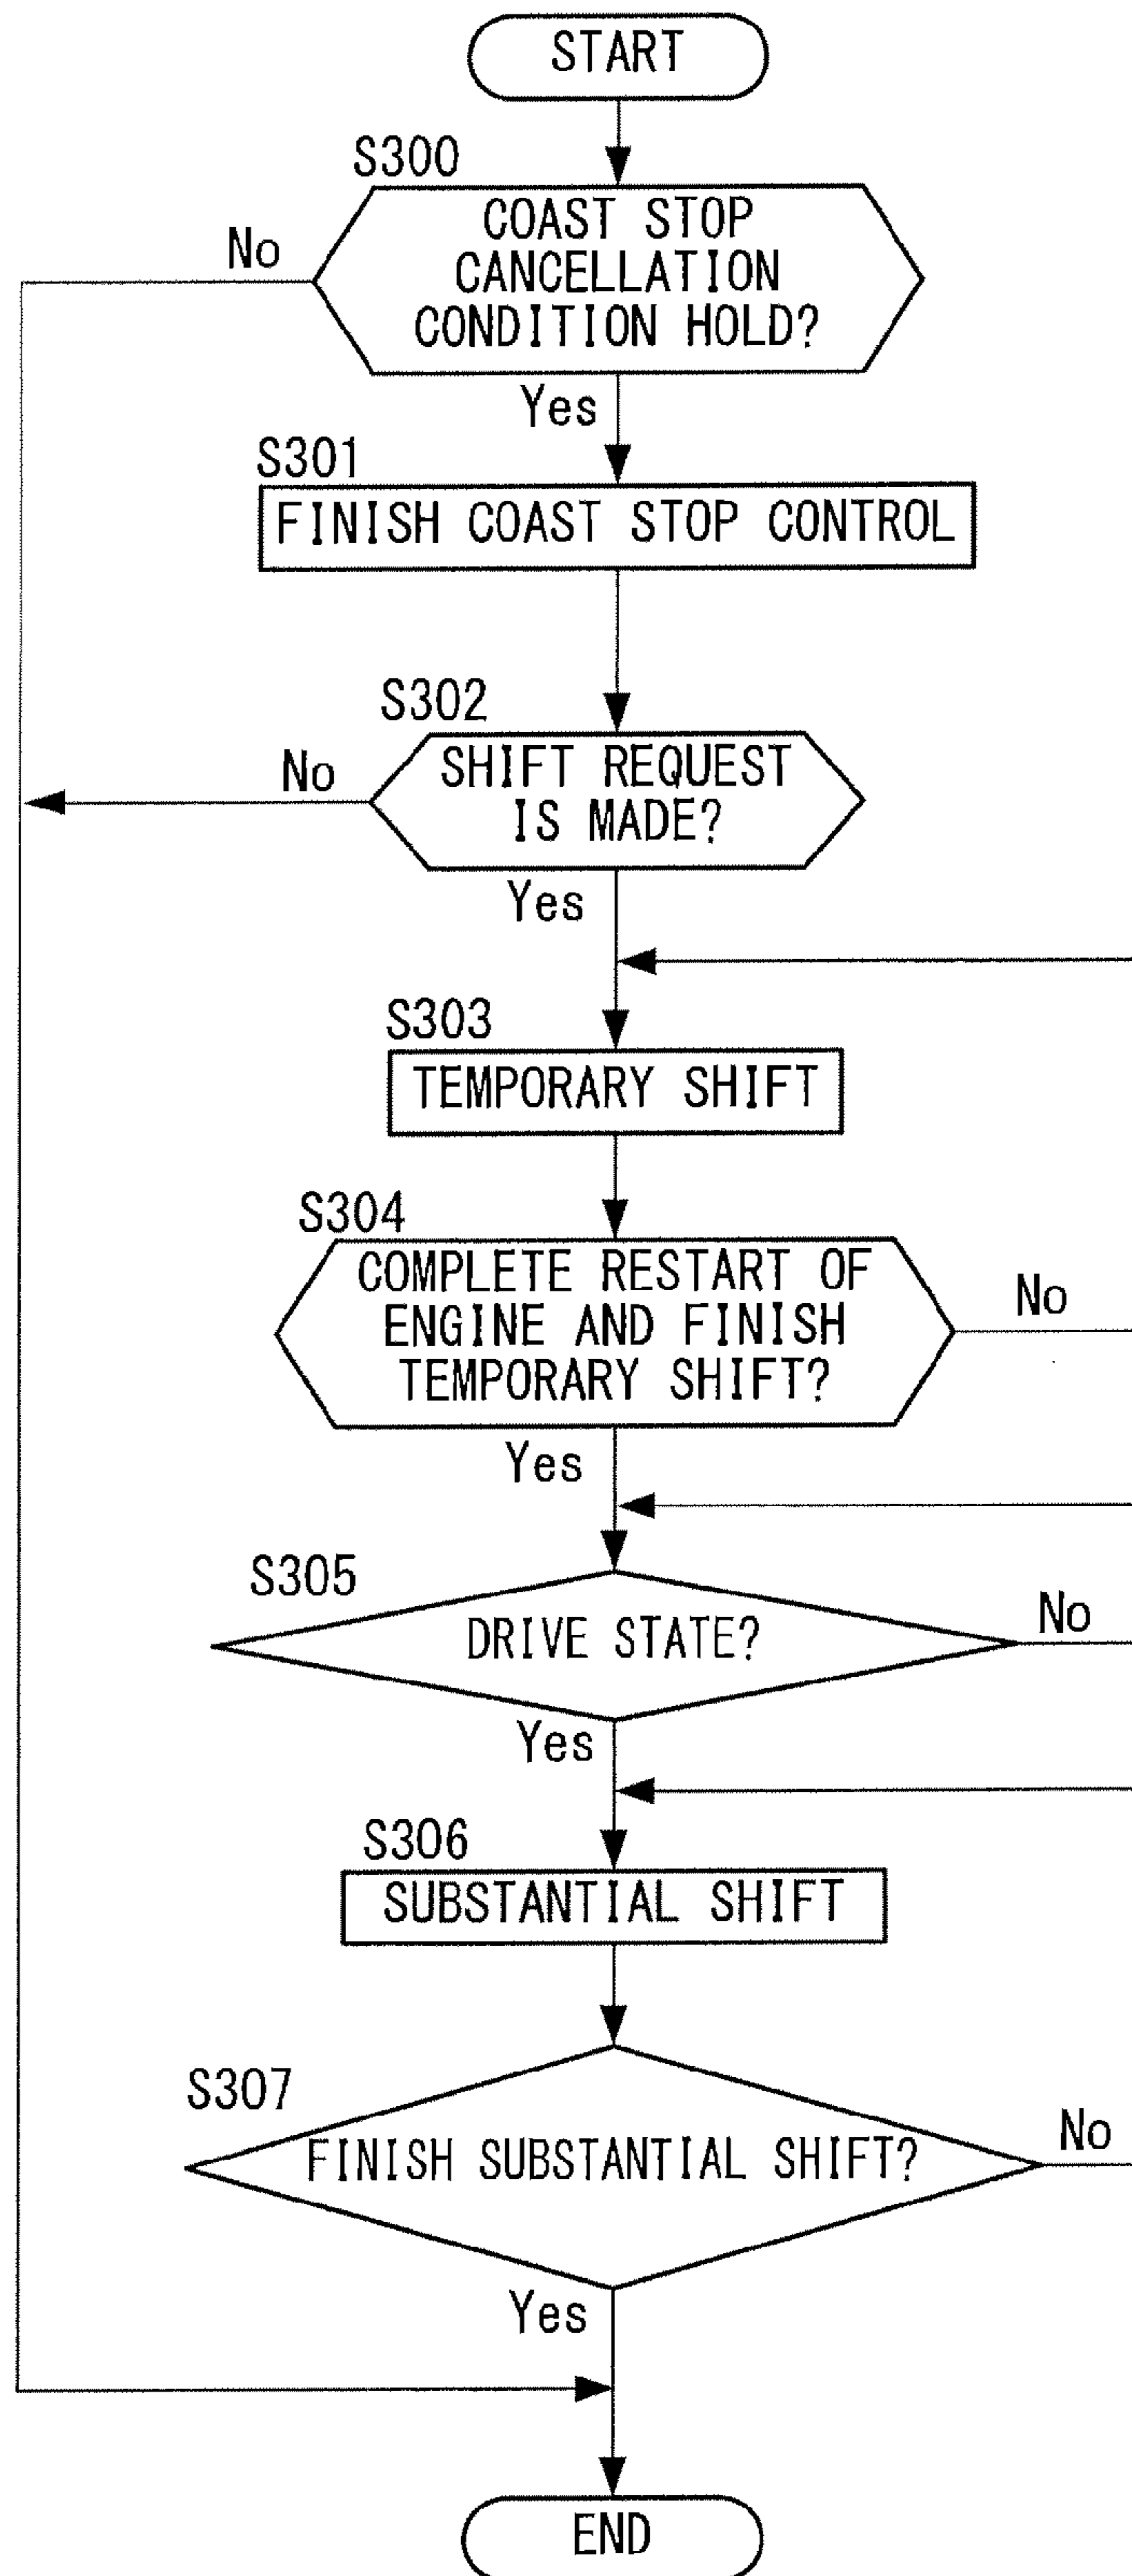 START
S300
No
COAST STOP
CANCELLATION
CONDITION HOLD?
Yes
S301
FINISH COAST STOP CONTROL
S302
No
SHIFT REQUEST
IS MADE?
Yes
S303
TEMPORARY SHIFT
S304
COMPLETE RESTART OF
ENGINE AND FINISH
TEMPORARY SHIFT?
No
Yes
S305
DRIVE STATE?
No
Yes
S306
SUBSTANTIAL SHIFT
S307
FINISH SUBSTANTIAL SHIFT?
No
Yes
END